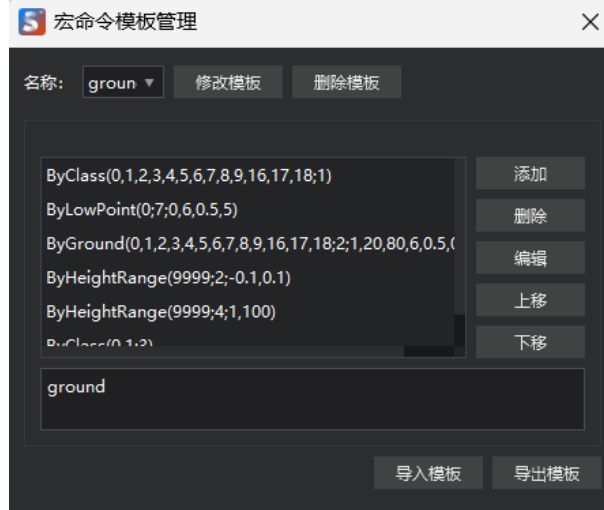 宏命令模板管理
名称: groun 修改模板 删除模板
ByClass(0,1,2,3,4,5,6,7,8,9,16,17,18;1)
ByLowPoint(0;7;0,6,0.5,5)
ByGround(0,1,2,3,4,5,6,7,8,9,16,17,18;2;1,20,80,6,0.5,
ByHeightRange(9999;2;-0.1,0.1)
ByHeightRange(9999;4;1,100)
添加
删除
编辑
上移
下移
ground
导入模板 导出模板